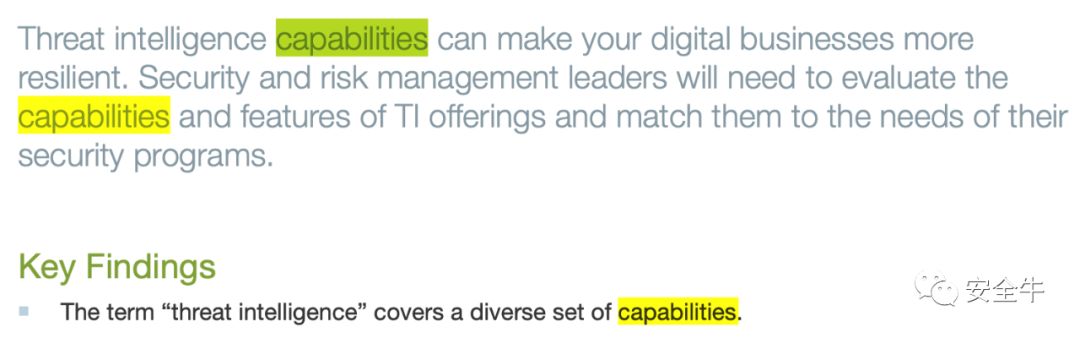 Threat intelligence capabilities can make your digital businesses more
resilient. Security and risk management leaders will need to evaluate the
capabilities and features of TI offerings and match them to the needs of their
security programs.
Key Findings
The term “threat intelligence” covers a diverse set of capabilities.
安全牛